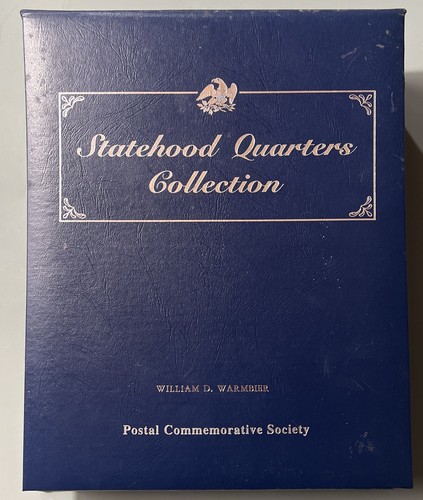 Statehood Quarters
Collection
WILLIAM D. WARMBIER
Postal Commemorative Society